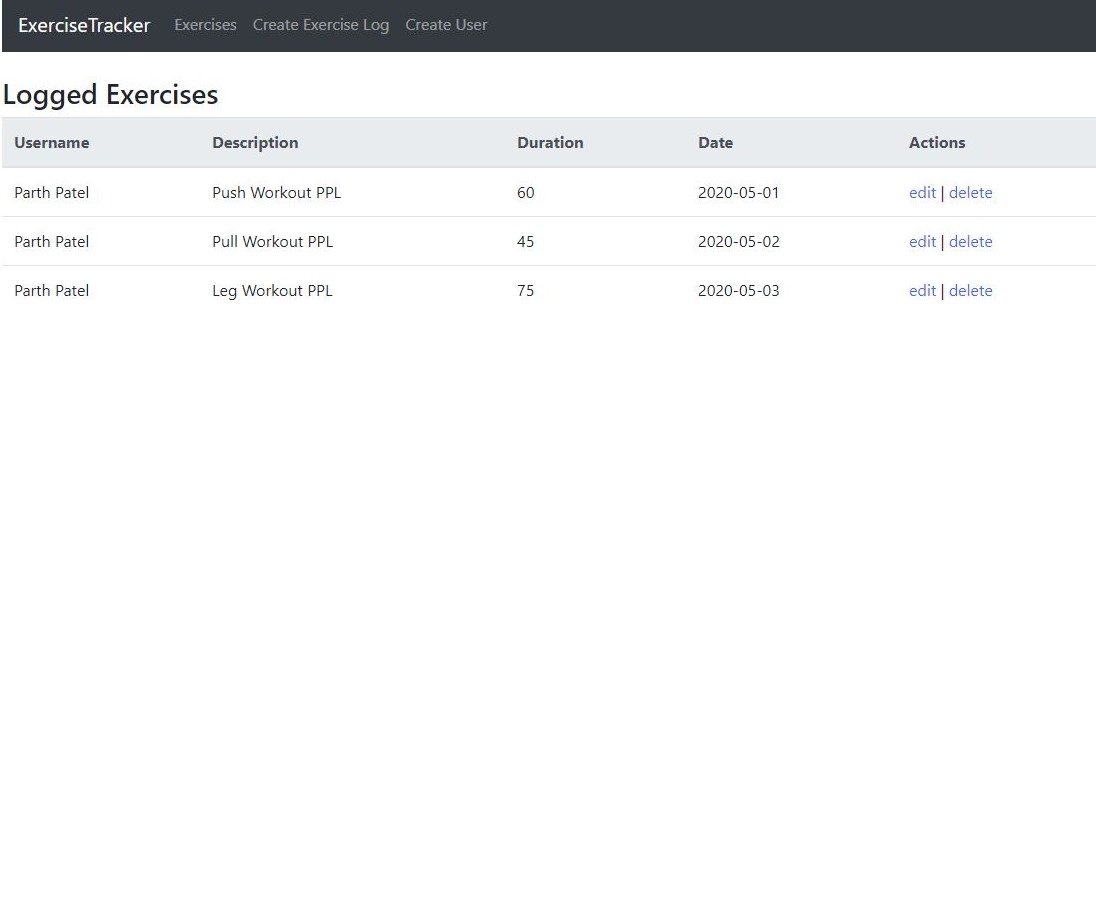 ExerciseTracker Exercises Create Exercise Log Create User
Logged Exercises
Username Description Duration Date Actions
Parth Patel Push Workout PPL 60 2020-05-01 edit | delete
Parth Patel Pull Workout PPL 45 2020-05-02 edit | delete
Parth Patel Leg Workout PPL 75 2020-05-03 edit | delete